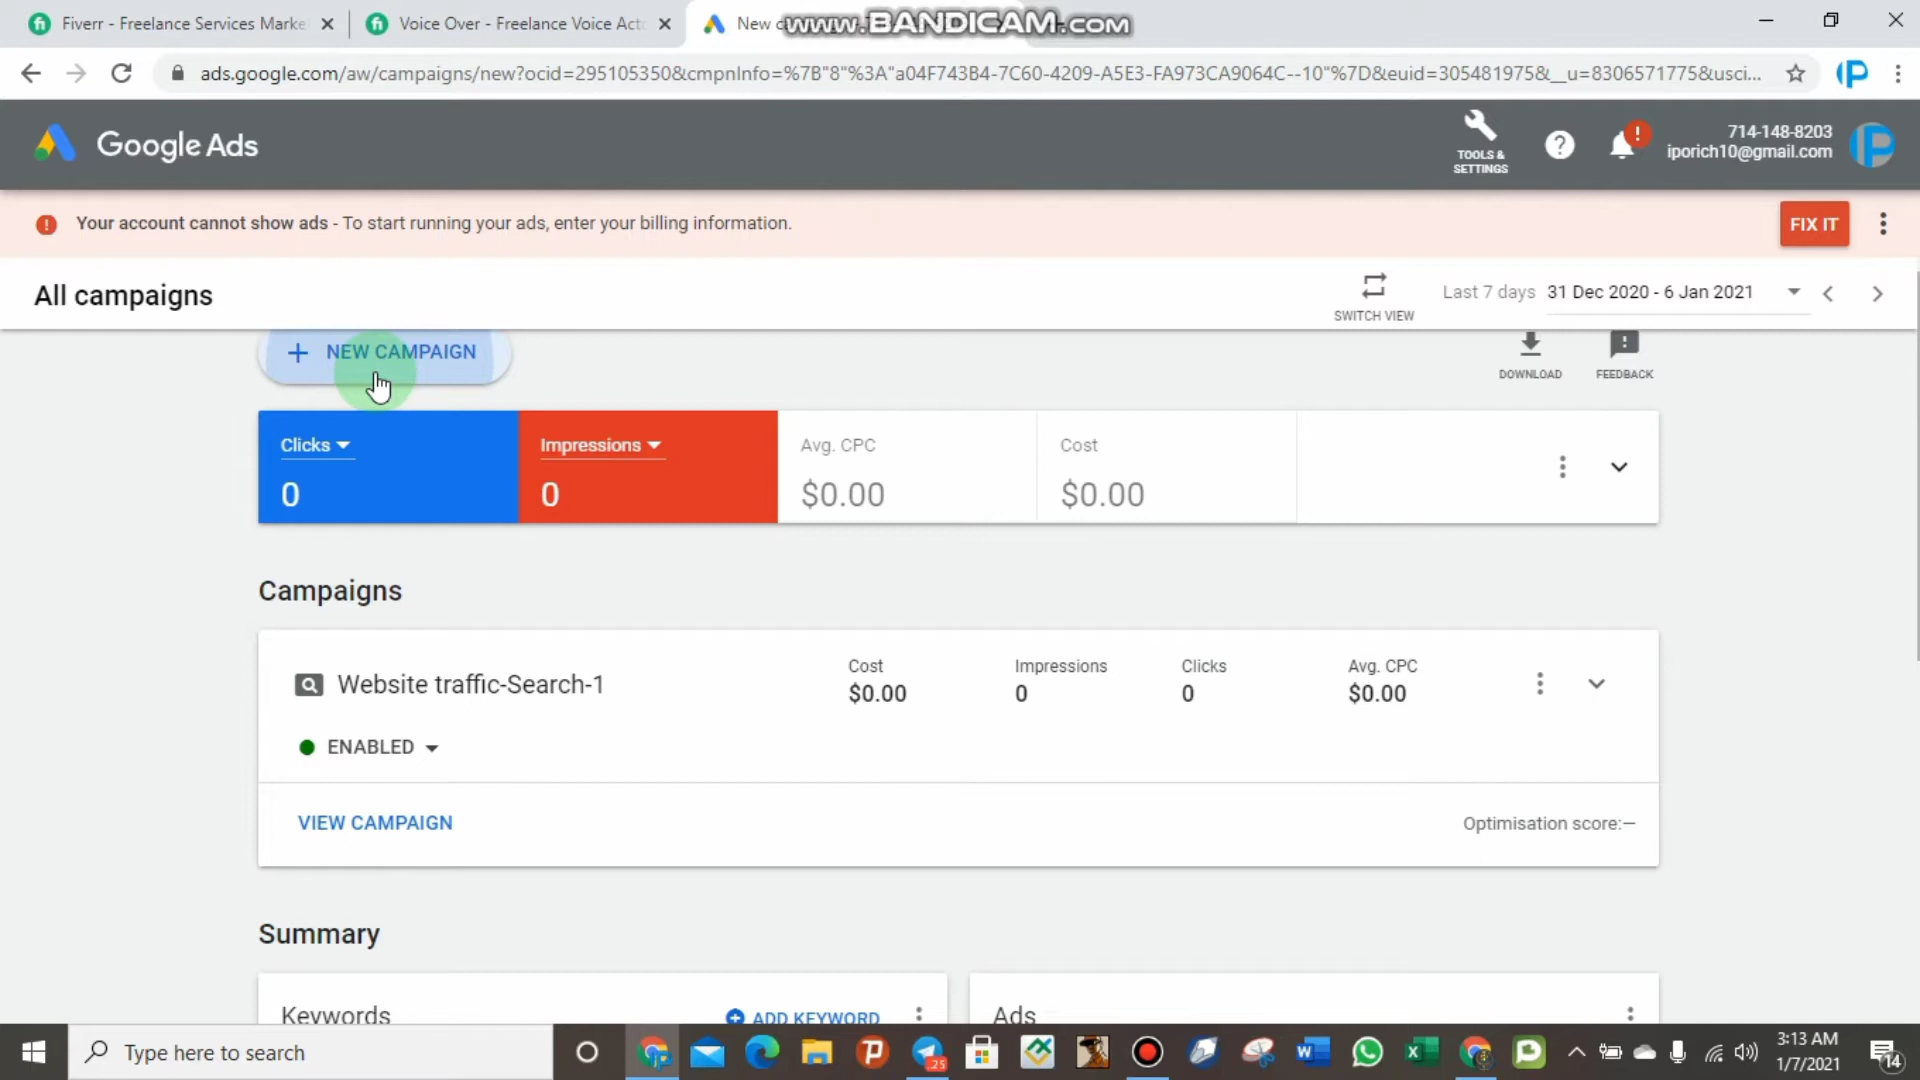 Fiverr - Freelance Services Marke
Voice Over - Freelance Voice Acto
New c
www.BANDICAM.com
ads.google.com/aw/campaigns/new?ocid=295105350&cmpnInfo=%7B"8"%3A"a04F743B4-7C60-4209-A5E3-FA973CA9064C--10"%7D&euid=305481975&__u=8306571775&usci...
Google Ads
TOOLS & SETTINGS
714-148-8203
iporich10@gmail.com
Your account cannot show ads - To start running your ads, enter your billing information.
FIX IT
All campaigns
SWITCH VIEW
Last 7 days 31 Dec 2020 - 6 Jan 2021
NEW CAMPAIGN
DOWNLOAD
FEEDBACK
Clicks
0
Impressions
0
Avg. CPC
$0.00
Cost
$0.00
Campaigns
Website traffic-Search-1
Cost
$0.00
Impressions
0
Clicks
0
Avg. CPC
$0.00
ENABLED
VIEW CAMPAIGN
Optimisation score:–
Summary
Keywords
ADD KEYWORD
Ads
Type here to search
25
3:13 AM
1/7/2021
14